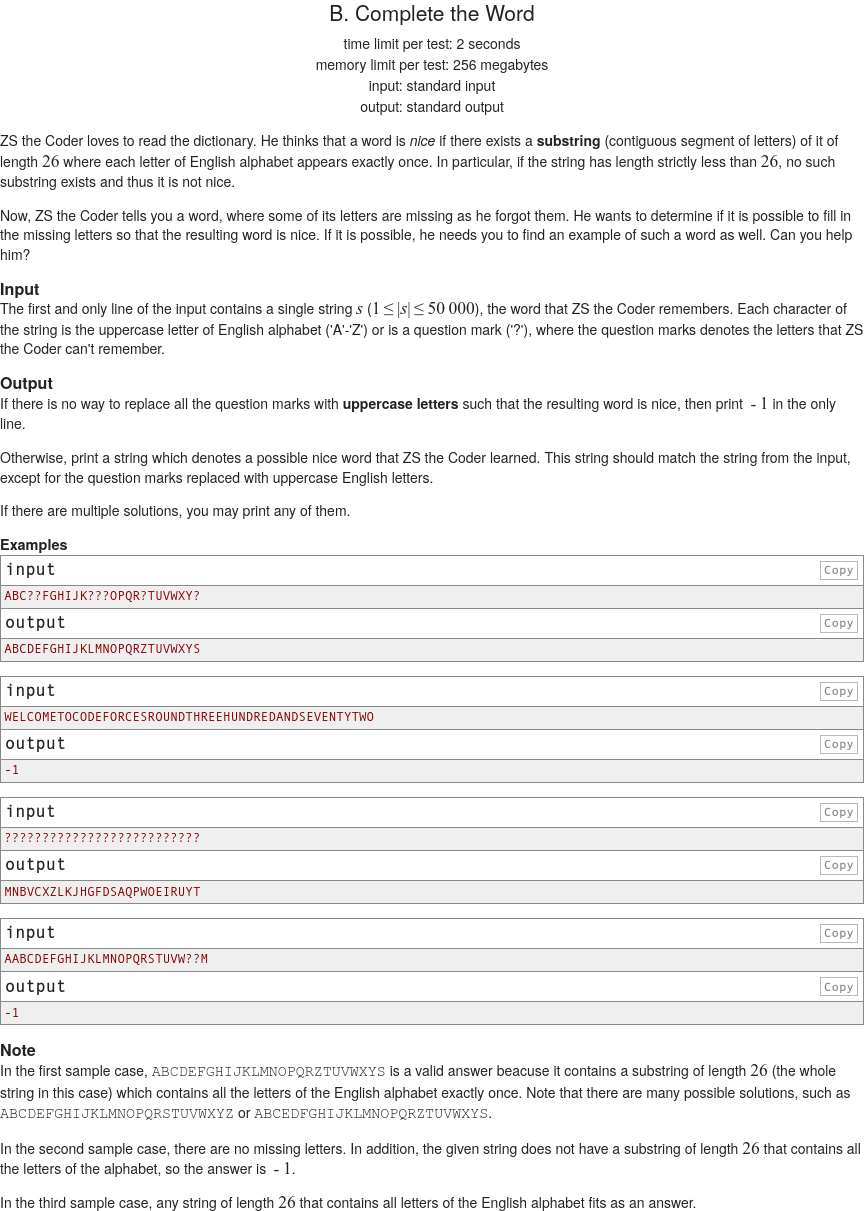 B. Complete the Word
time limit per test: 2 seconds
memory limit per test: 256 megabytes
input: standard input
output: standard output
ZS the Coder loves to read the dictionary. He thinks that a word is nice if there exists a substring (contiguous segment of letters) of it of
length 26 where each letter of English alphabet appears exactly once. In particular, if the string has length strictly less than 26, no such
substring exists and thus it is not nice.
Now, ZS the Coder tells you a word, where some of its letters are missing as he forgot them. He wants to determine if it is possible to fill in
the missing letters so that the resulting word is nice. If it is possible, he needs you to find an example of such a word as well. Can you help
him?
Input
The first and only line of the input contains a single string s (1 ≤ |s| ≤ 50 000), the word that ZS the Coder remembers. Each character of
the string is the uppercase letter of English alphabet ('A'-'Z') or is a question mark ('?'), where the question marks denotes the letters that ZS
the Coder can't remember.
Output
If there is no way to replace all the question marks with uppercase letters such that the resulting word is nice, then print - 1 in the only
line.
Otherwise, print a string which denotes a possible nice word that ZS the Coder learned. This string should match the string from the input,
except for the question marks replaced with uppercase English letters.
If there are multiple solutions, you may print any of them.
Examples
input Copy
ABC??FGHIJK???OPQR?TUVWXY?
output Copy
ABCDEFGHIJKLMNOPQRZTUVWXYS
input Copy
WELCOMETOCODEFORCESROUNDTHREEHUNDREDANDSEVENTYTWO
output Copy
-1
input Copy
??????????????????????????
output Copy
MNBVCXZLKJHGFDSAQPWOEIRUYT
input Copy
AABCDEFGHIJKLMNOPQRSTUVW??M
output Copy
-1
Note
In the first sample case, ABCDEFGHIJKLMNOPQRZTUVWXYS is a valid answer beacuse it contains a substring of length 26 (the whole
string in this case) which contains all the letters of the English alphabet exactly once. Note that there are many possible solutions, such as
ABCDEFGHIJKLMNOPQRSTUVWXYZ or ABCEDFGHIJKLMNOPQRZTUVWXYS.
In the second sample case, there are no missing letters. In addition, the given string does not have a substring of length 26 that contains all
the letters of the alphabet, so the answer is - 1.
In the third sample case, any string of length 26 that contains all letters of the English alphabet fits as an answer.